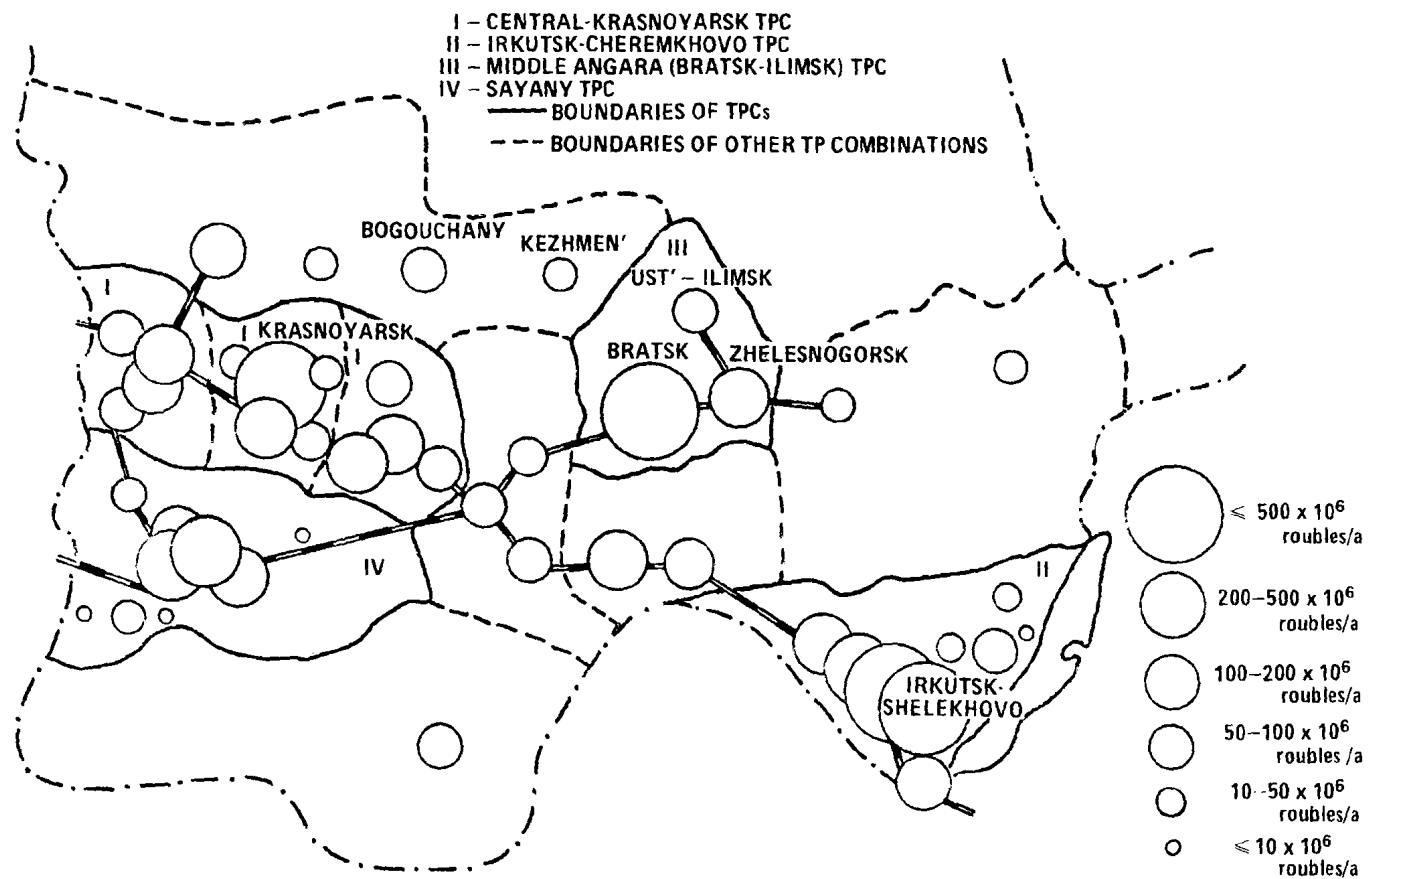 I – CENTRAL-KRASNOYARSK TPC
II – IRKUTSK-CHEREMKHOVO TPC
III – MIDDLE ANGARA (BRATSK-ILIMSK) TPC
IV – SAYANY TPC
BOUNDARIES OF TPCs
BOUNDARIES OF OTHER TP COMBINATIONS
BOGOUCHANY
KEZHMEN'
III
UST' – ILIMSK
I
KRASNOYARSK
I
I
BRATSK
ZHELESNOGORSK
IV
II
IRKUTSK-
SHELEKHOVO
≤ 500 x 10⁶
roubles/a
200–500 x 10⁶
roubles/a
100–200 x 10⁶
roubles/a
50–100 x 10⁶
roubles /a
10--50 x 10⁶
roubles/a
≤ 10 x 10⁶
roubles/a